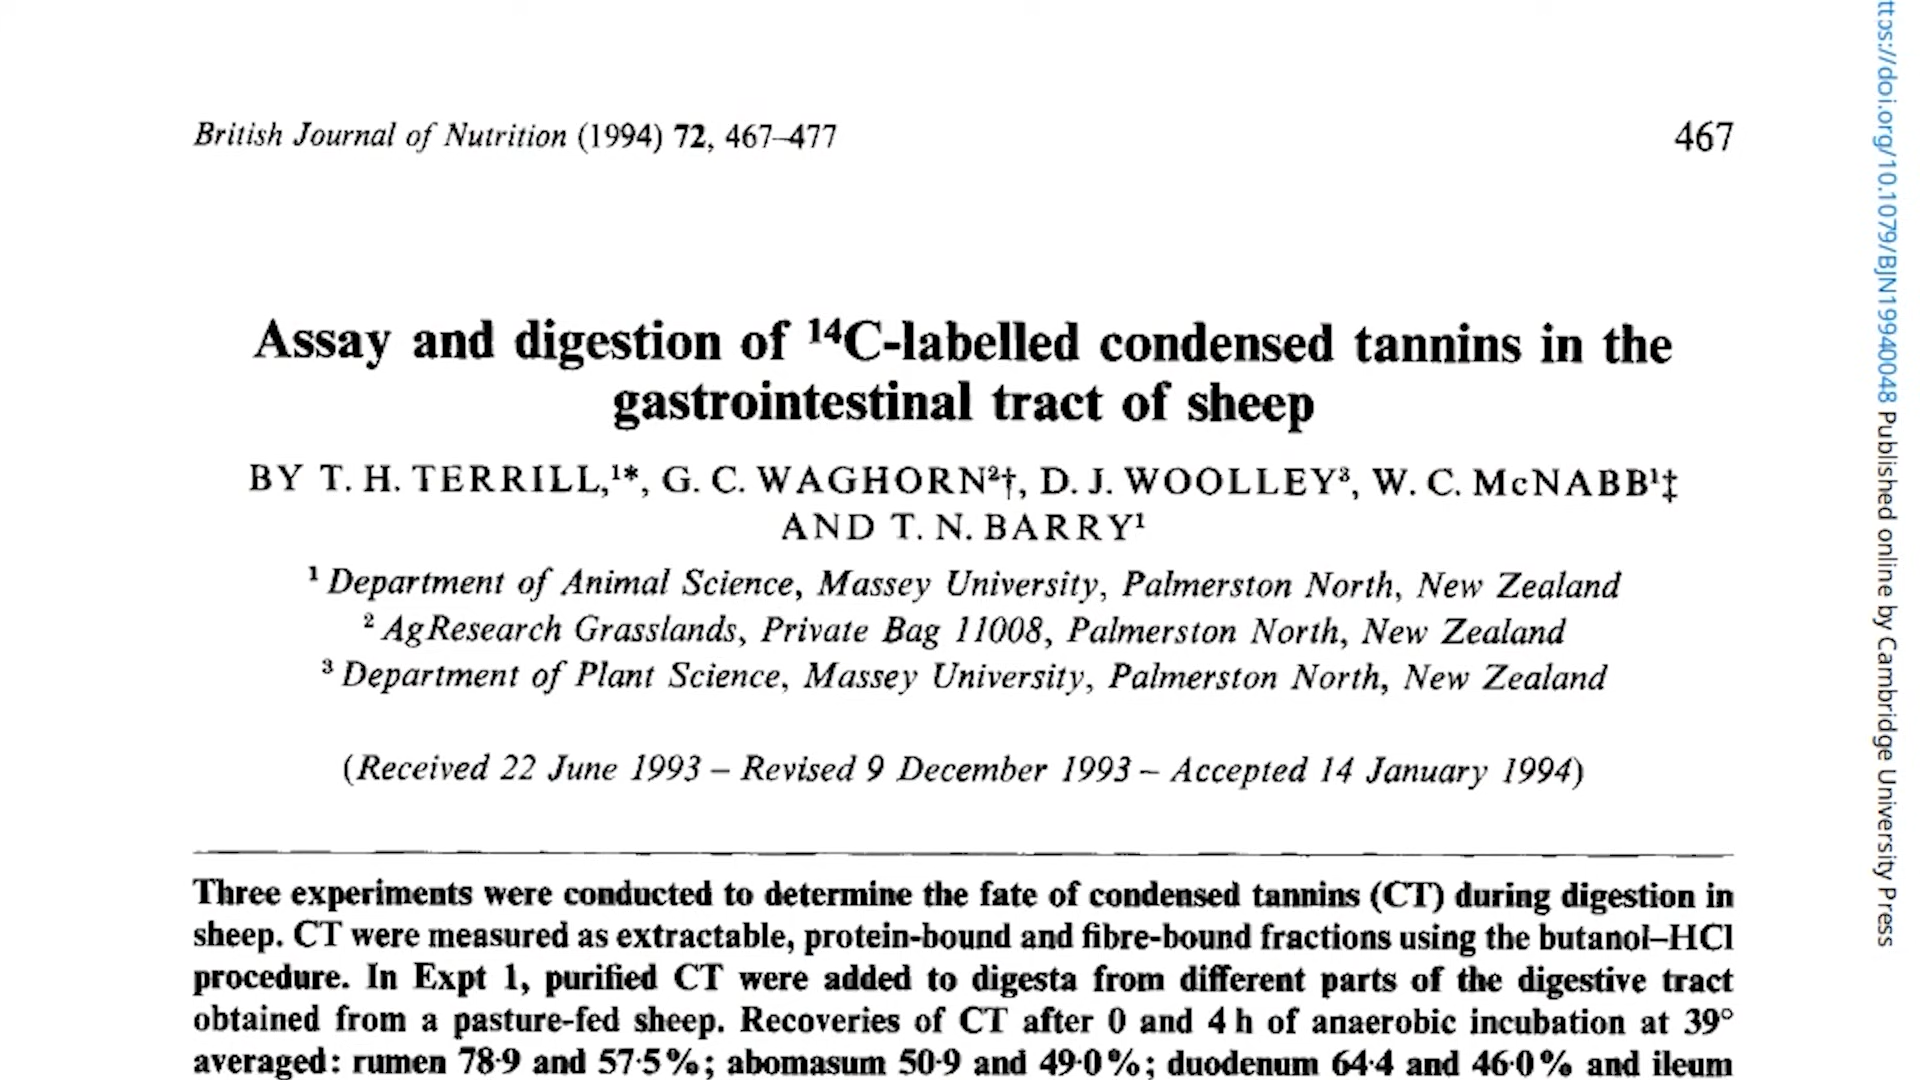 British Journal of Nutrition (1994) 72, 467–477
467
Assay and digestion of ¹⁴C-labelled condensed tannins in the
gastrointestinal tract of sheep
BY T. H. TERRILL,¹*, G. C. WAGHORN²†, D. J. WOOLLEY³, W. C. McNABB¹‡
AND T. N. BARRY¹
¹ Department of Animal Science, Massey University, Palmerston North, New Zealand
² AgResearch Grasslands, Private Bag 11008, Palmerston North, New Zealand
³ Department of Plant Science, Massey University, Palmerston North, New Zealand
(Received 22 June 1993 – Revised 9 December 1993 – Accepted 14 January 1994)
Three experiments were conducted to determine the fate of condensed tannins (CT) during digestion in
sheep. CT were measured as extractable, protein-bound and fibre-bound fractions using the butanol–HCl
procedure. In Expt 1, purified CT were added to digesta from different parts of the digestive tract
obtained from a pasture-fed sheep. Recoveries of CT after 0 and 4 h of anaerobic incubation at 39°
averaged: rumen 78·9 and 57·5%; abomasum 50·9 and 49·0%; duodenum 64·4 and 46·0% and ileum
ttps://doi.org/10.1079/BJN19940048 Published online by Cambridge University Press